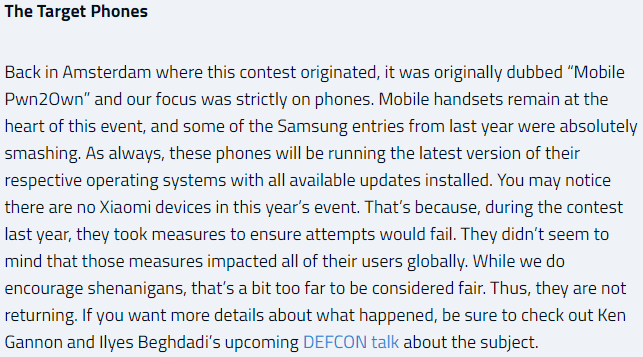 The Target Phones
Back in Amsterdam where this contest originated, it was originally dubbed “Mobile
Pwn2Own” and our focus was strictly on phones. Mobile handsets remain at the
heart of this event, and some of the Samsung entries from last year were absolutely
smashing. As always, these phones will be running the latest version of their
respective operating systems with all available updates installed. You may notice
there are no Xiaomi devices in this year’s event. That’s because, during the contest
last year, they took measures to ensure attempts would fail. They didn’t seem to
mind that those measures impacted all of their users globally. While we do
encourage shenanigans, that’s a bit too far to be considered fair. Thus, they are not
returning. If you want more details about what happened, be sure to check out Ken
Gannon and Ilyes Beghdadi’s upcoming DEFCON talk about the subject.